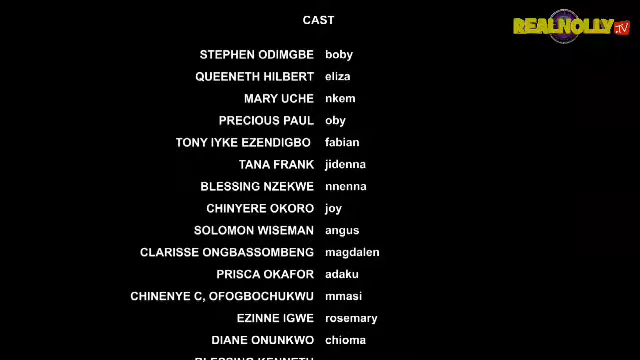 CAST
REALNOLLY.TV
STEPHEN ODIMGBE boby
QUEENETH HILBERT eliza
MARY UCHE nkem
PRECIOUS PAUL oby
TONY IYKE EZENDIGBO fabian
TANA FRANK jidenna
BLESSING NZEKWE nnenna
CHINYERE OKORO joy
SOLOMON WISEMAN angus
CLARISSE ONGBASSOMBENG magdalen
PRISCA OKAFOR adaku
CHINENYE C, OFOGBOCHUKWU mmasi
EZINNE IGWE rosemary
DIANE ONUNKWO chioma
BLESSING KENNETH